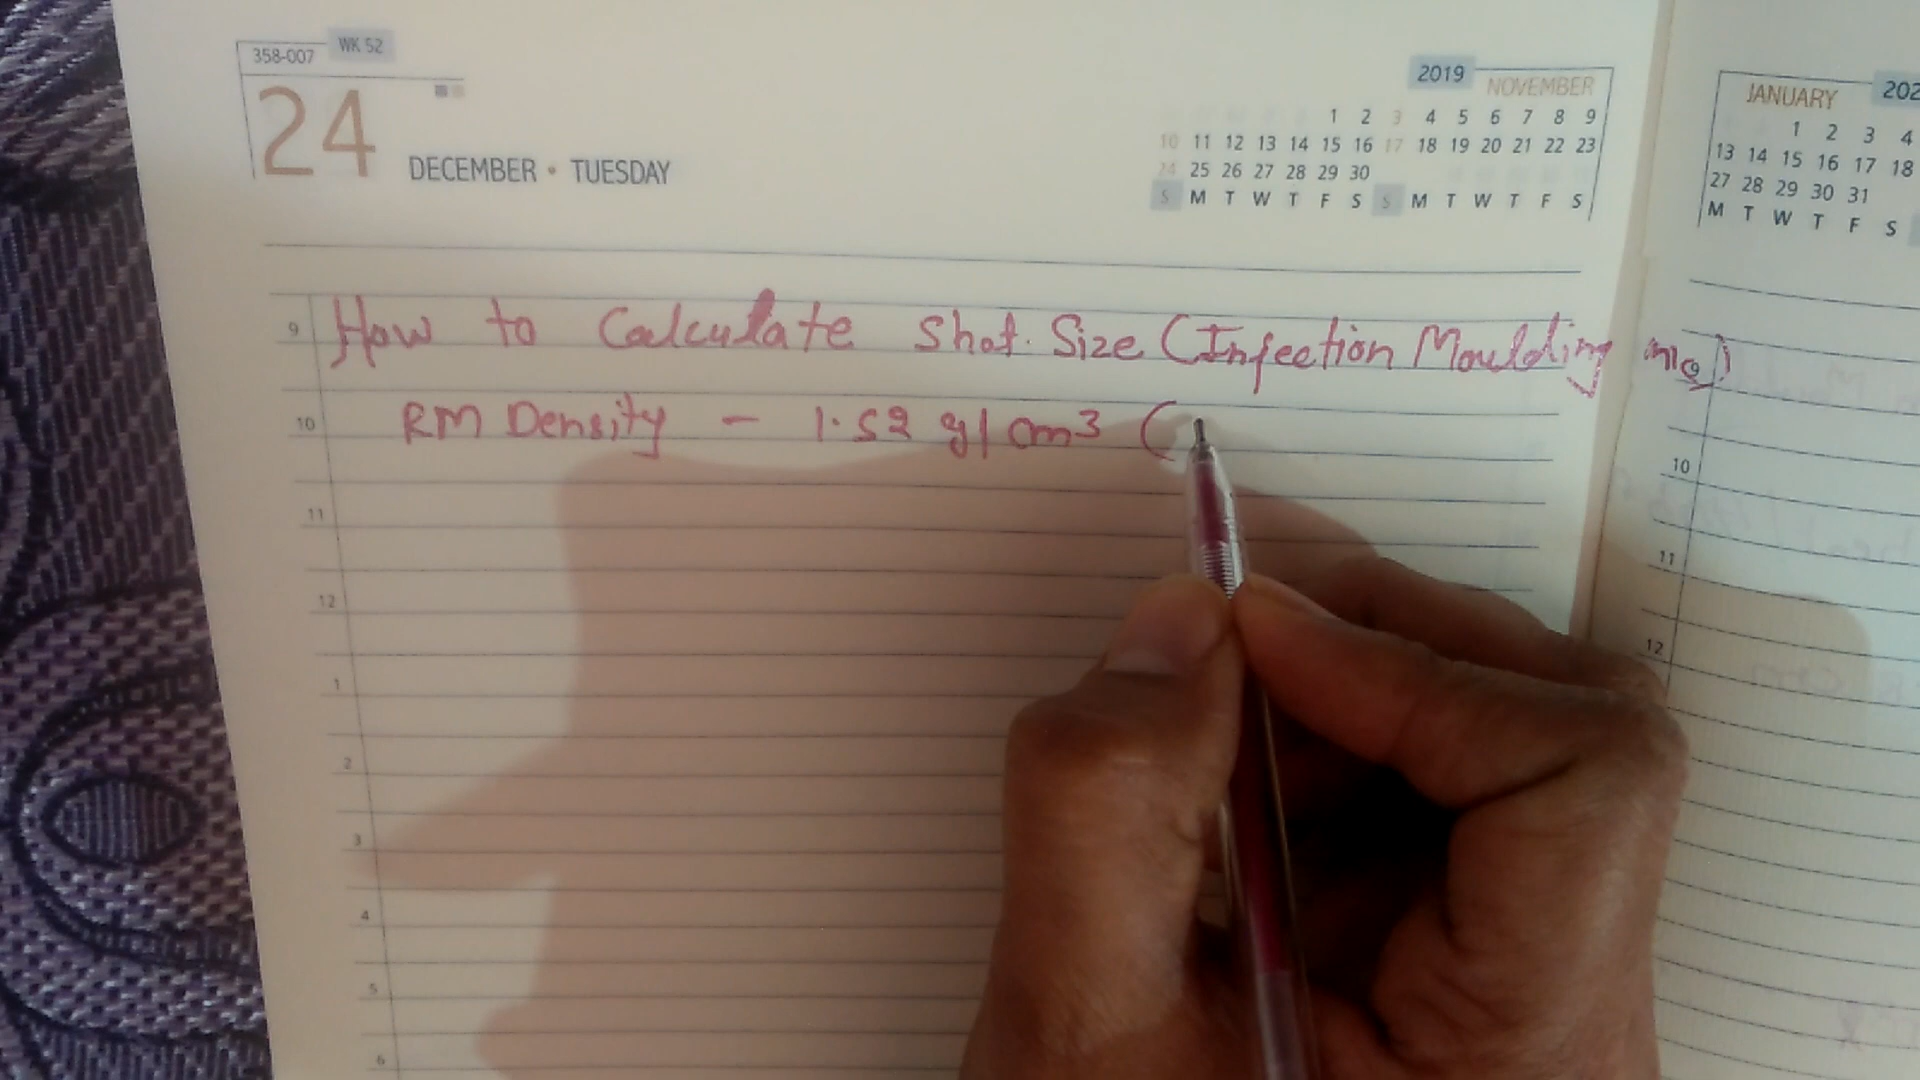 358-007 WK 52
24 DECEMBER • TUESDAY
2019 NOVEMBER
1 2 3 4 5 6 7 8 9
10 11 12 13 14 15 16 17 18 19 20 21 22 23
24 25 26 27 28 29 30
S M T W T F S S M T W T F S
JANUARY 202
1 2 3 4
13 14 15 16 17 18
27 28 29 30 31
M T W T F S
9 How to Calculate Shot Size (Injection Moulding m/c)
10 RM Density - 1.52 g/cm3 (
11
12
1
2
3
4
5
6
10
11
12